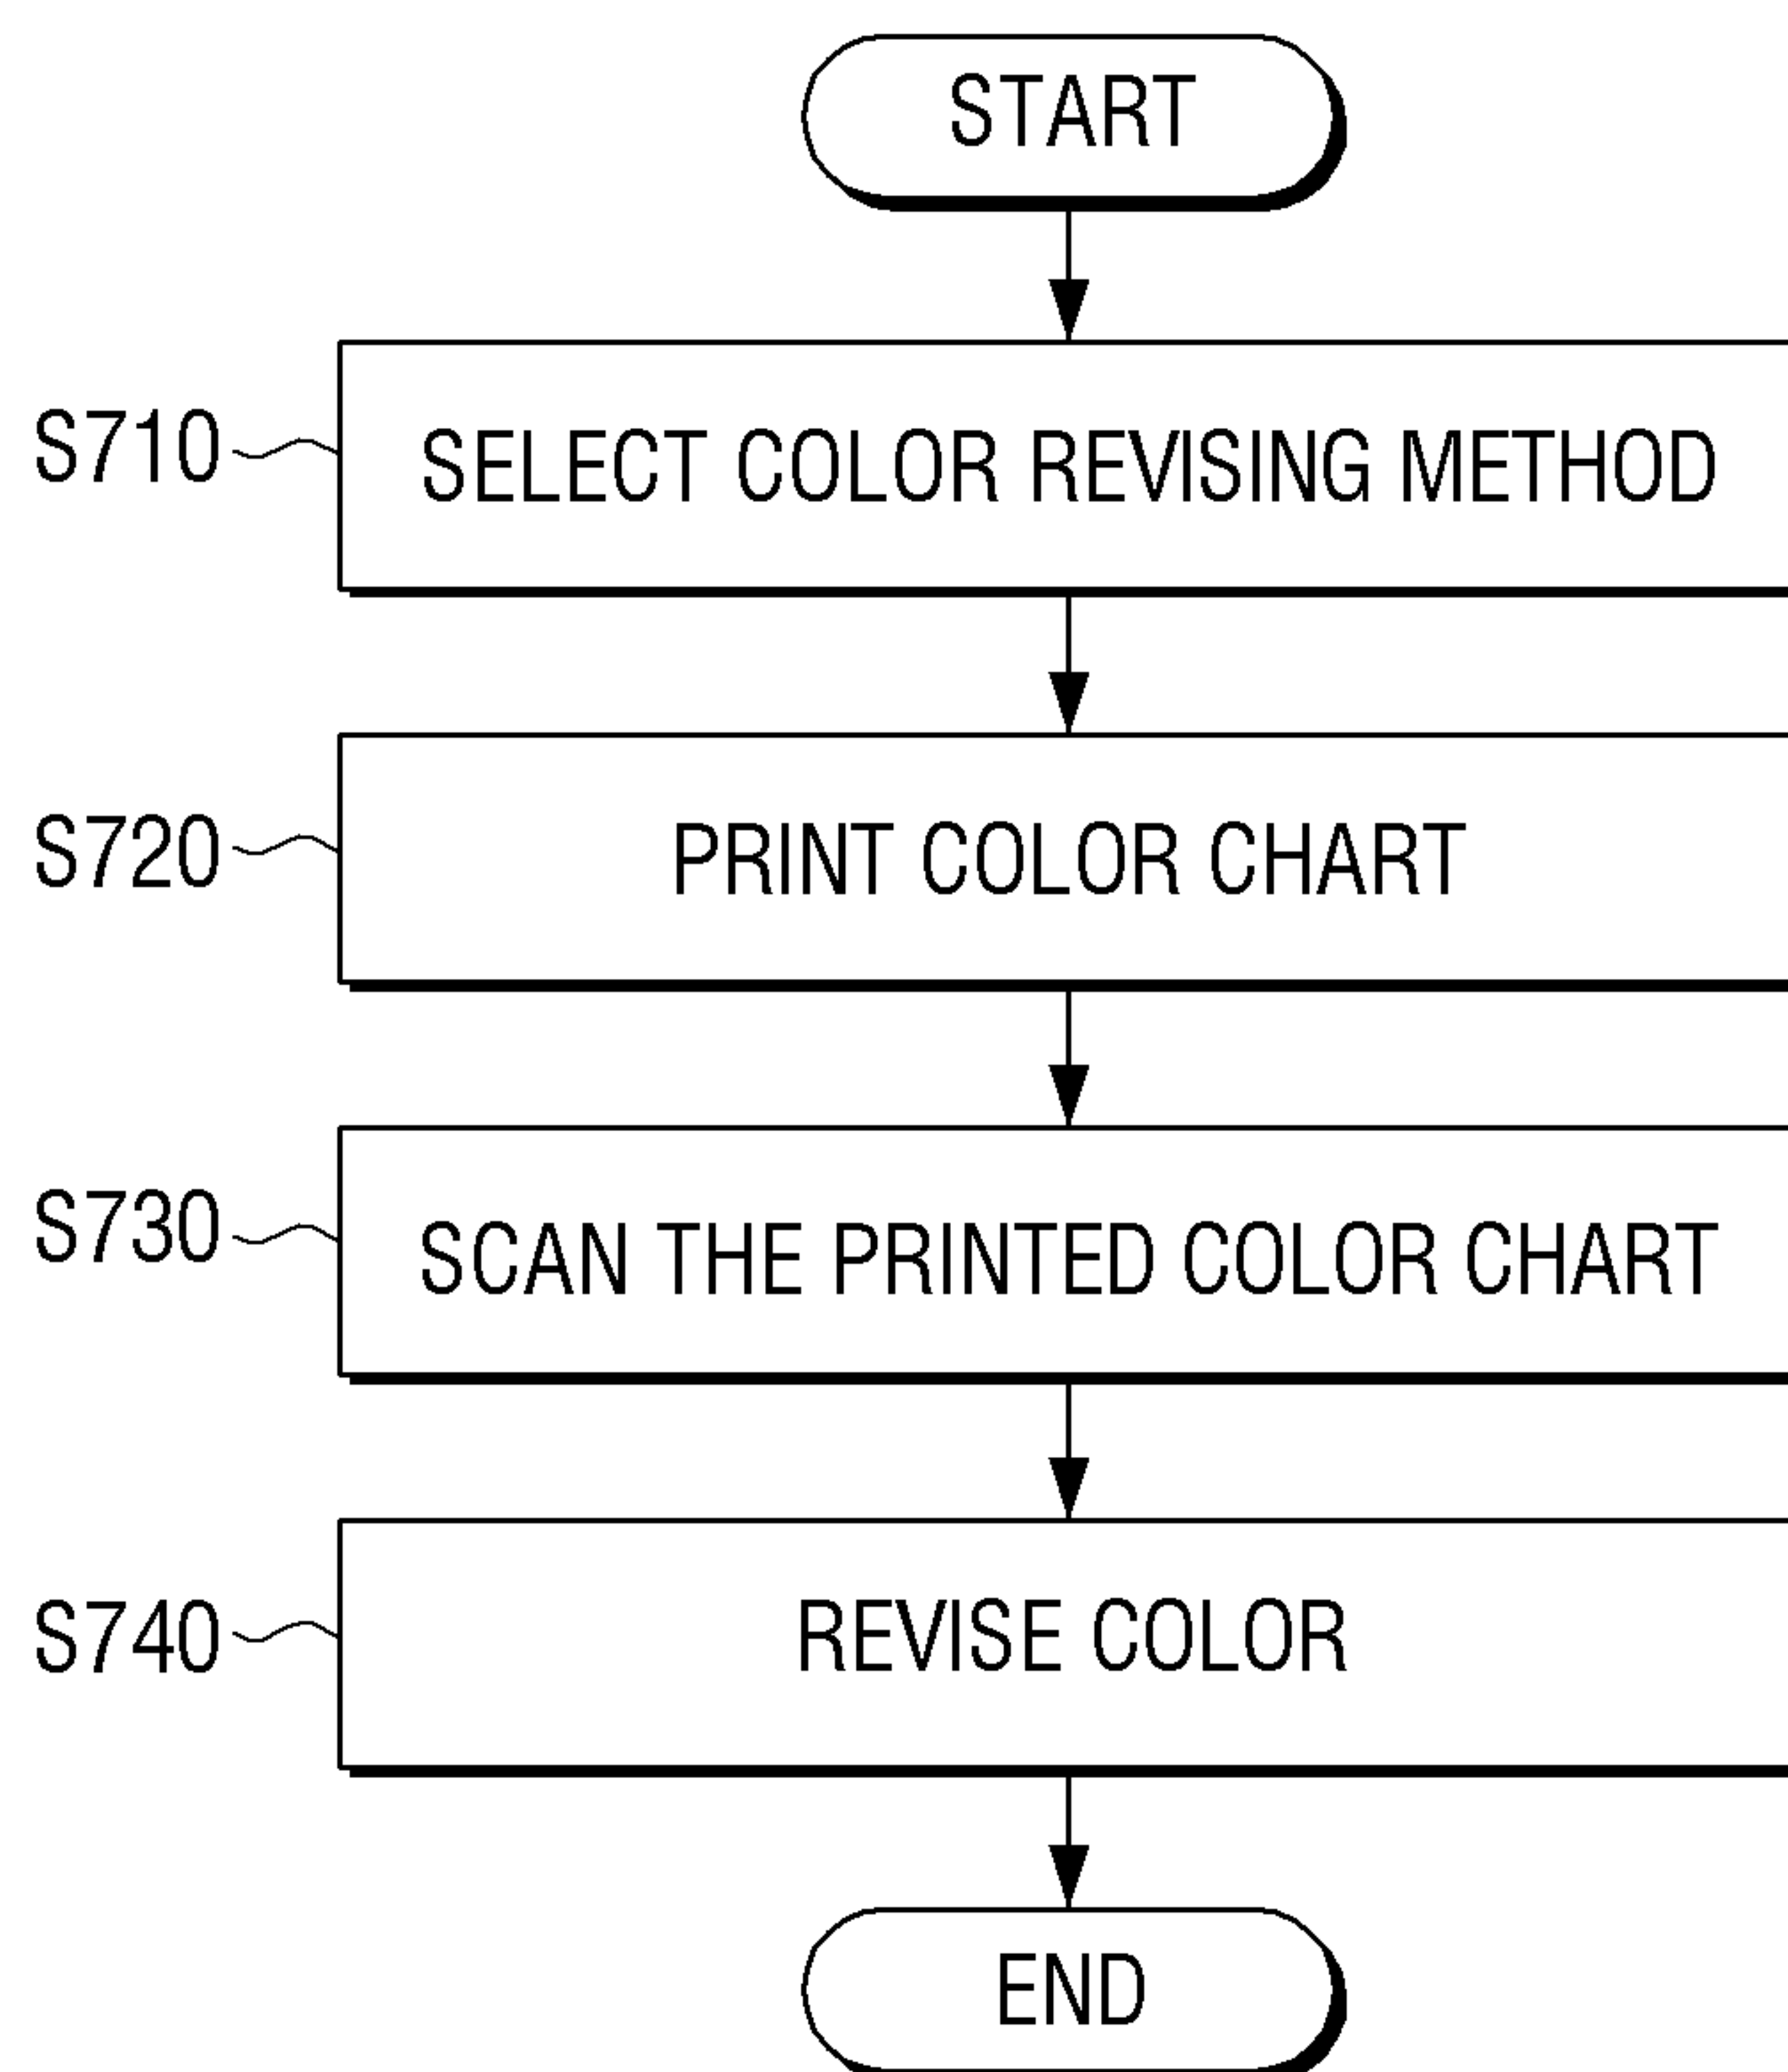 START
S710
SELECT COLOR REVISING METHOD
S720
PRINT COLOR CHART
S730
SCAN THE PRINTED COLOR CHART
S740
REVISE COLOR
END